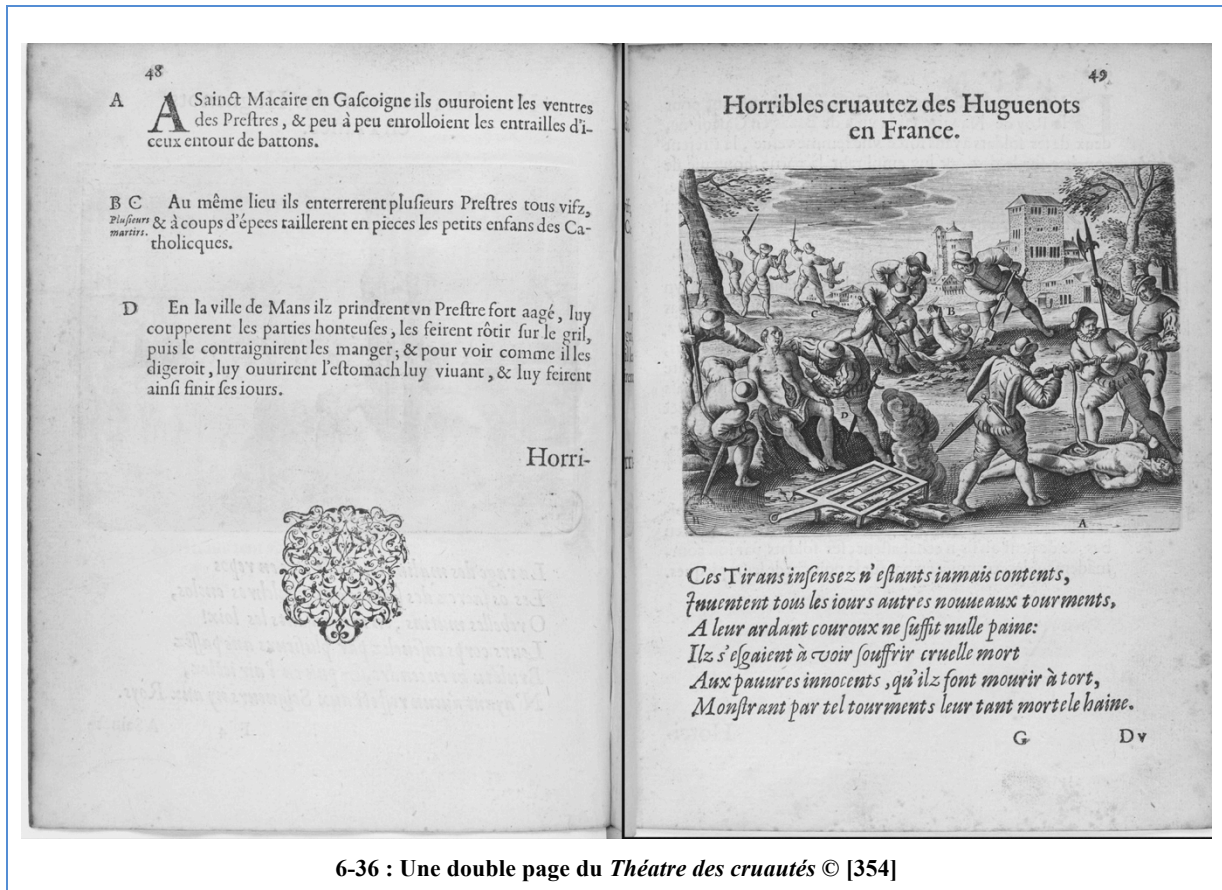 48
A
A Sainct Macaire en Gaſcoigne ils ouuroient les ventres
des Preſtres, & peu à peu enrolloient les entrailles d'i-
ceux entour de battons.
B C Au même lieu ils enterrerent pluſieurs Preſtres tous vifz,
Pluſieurs martirs.
& à coups d'épees taillerent en pieces les petits enfans des Ca-
tholicques.
D En la ville de Mans ilz prindrent vn Preſtre fort aagé, luy
coupperent les parties honteuſes, les feirent rôtir ſur le gril,
puis le contraignirent les manger; & pour voir comme il les
digeroit, luy ouurirent l'eſtomach luy viuant, & luy feirent
ainſi finir ſes iours.
Horri-
49
Horribles cruautez des Huguenots
en France.
C
B
D
A
Ces Tirans inſenſez n'eſtants iamais contents,
Inuentent tous les iours autres nouueaux tourments,
A leur ardant couroux ne ſuffit nulle paine:
Ilz s'eſgaient à voir ſouffrir cruelle mort
Aux pauures innocents, qu'ilz font mourir à tort,
Monſtrant par tel tourments leur tant mortele haine.
G Dv
6-36 : Une double page du Théatre des cruautés © [354]